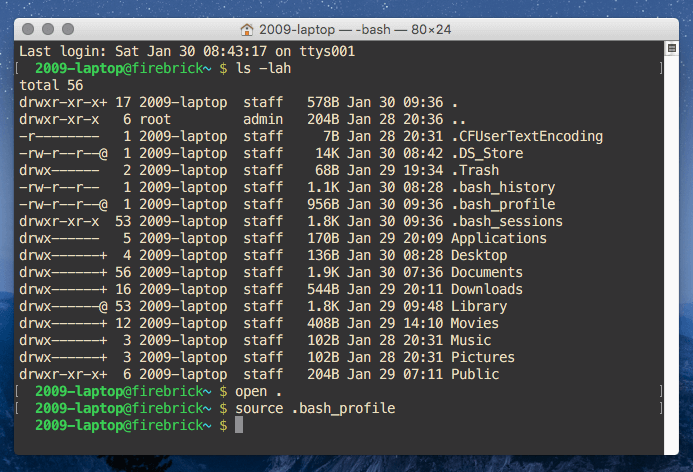 2009-laptop — -bash — 80×24
Last login: Sat Jan 30 08:43:17 on ttys001
[ 2009-laptop@firebrick~ $ ls -lah ]
total 56
drwxr-xr-x+ 17 2009-laptop staff 578B Jan 30 09:36 .
drwxr-xr-x 6 root admin 204B Jan 28 20:36 ..
-r-------- 1 2009-laptop staff 7B Jan 28 20:31 .CFUserTextEncoding
-rw-r--r--@ 1 2009-laptop staff 14K Jan 30 08:42 .DS_Store
drwx------ 2 2009-laptop staff 68B Jan 29 19:34 .Trash
-rw-r--r-- 1 2009-laptop staff 1.1K Jan 30 08:28 .bash_history
-rw-r--r--@ 1 2009-laptop staff 956B Jan 30 09:36 .bash_profile
drwxr-xr-x 53 2009-laptop staff 1.8K Jan 30 09:36 .bash_sessions
drwx------ 5 2009-laptop staff 170B Jan 29 20:09 Applications
drwx------+ 4 2009-laptop staff 136B Jan 30 08:28 Desktop
drwx------+ 56 2009-laptop staff 1.9K Jan 30 07:36 Documents
drwx------+ 16 2009-laptop staff 544B Jan 29 20:11 Downloads
drwx------@ 53 2009-laptop staff 1.8K Jan 29 09:48 Library
drwx------+ 12 2009-laptop staff 408B Jan 29 14:10 Movies
drwx------+ 3 2009-laptop staff 102B Jan 28 20:31 Music
drwx------+ 3 2009-laptop staff 102B Jan 28 20:31 Pictures
drwxr-xr-x+ 6 2009-laptop staff 204B Jan 29 07:11 Public
[ 2009-laptop@firebrick~ $ open . ]
[ 2009-laptop@firebrick~ $ source .bash_profile ]
2009-laptop@firebrick~ $